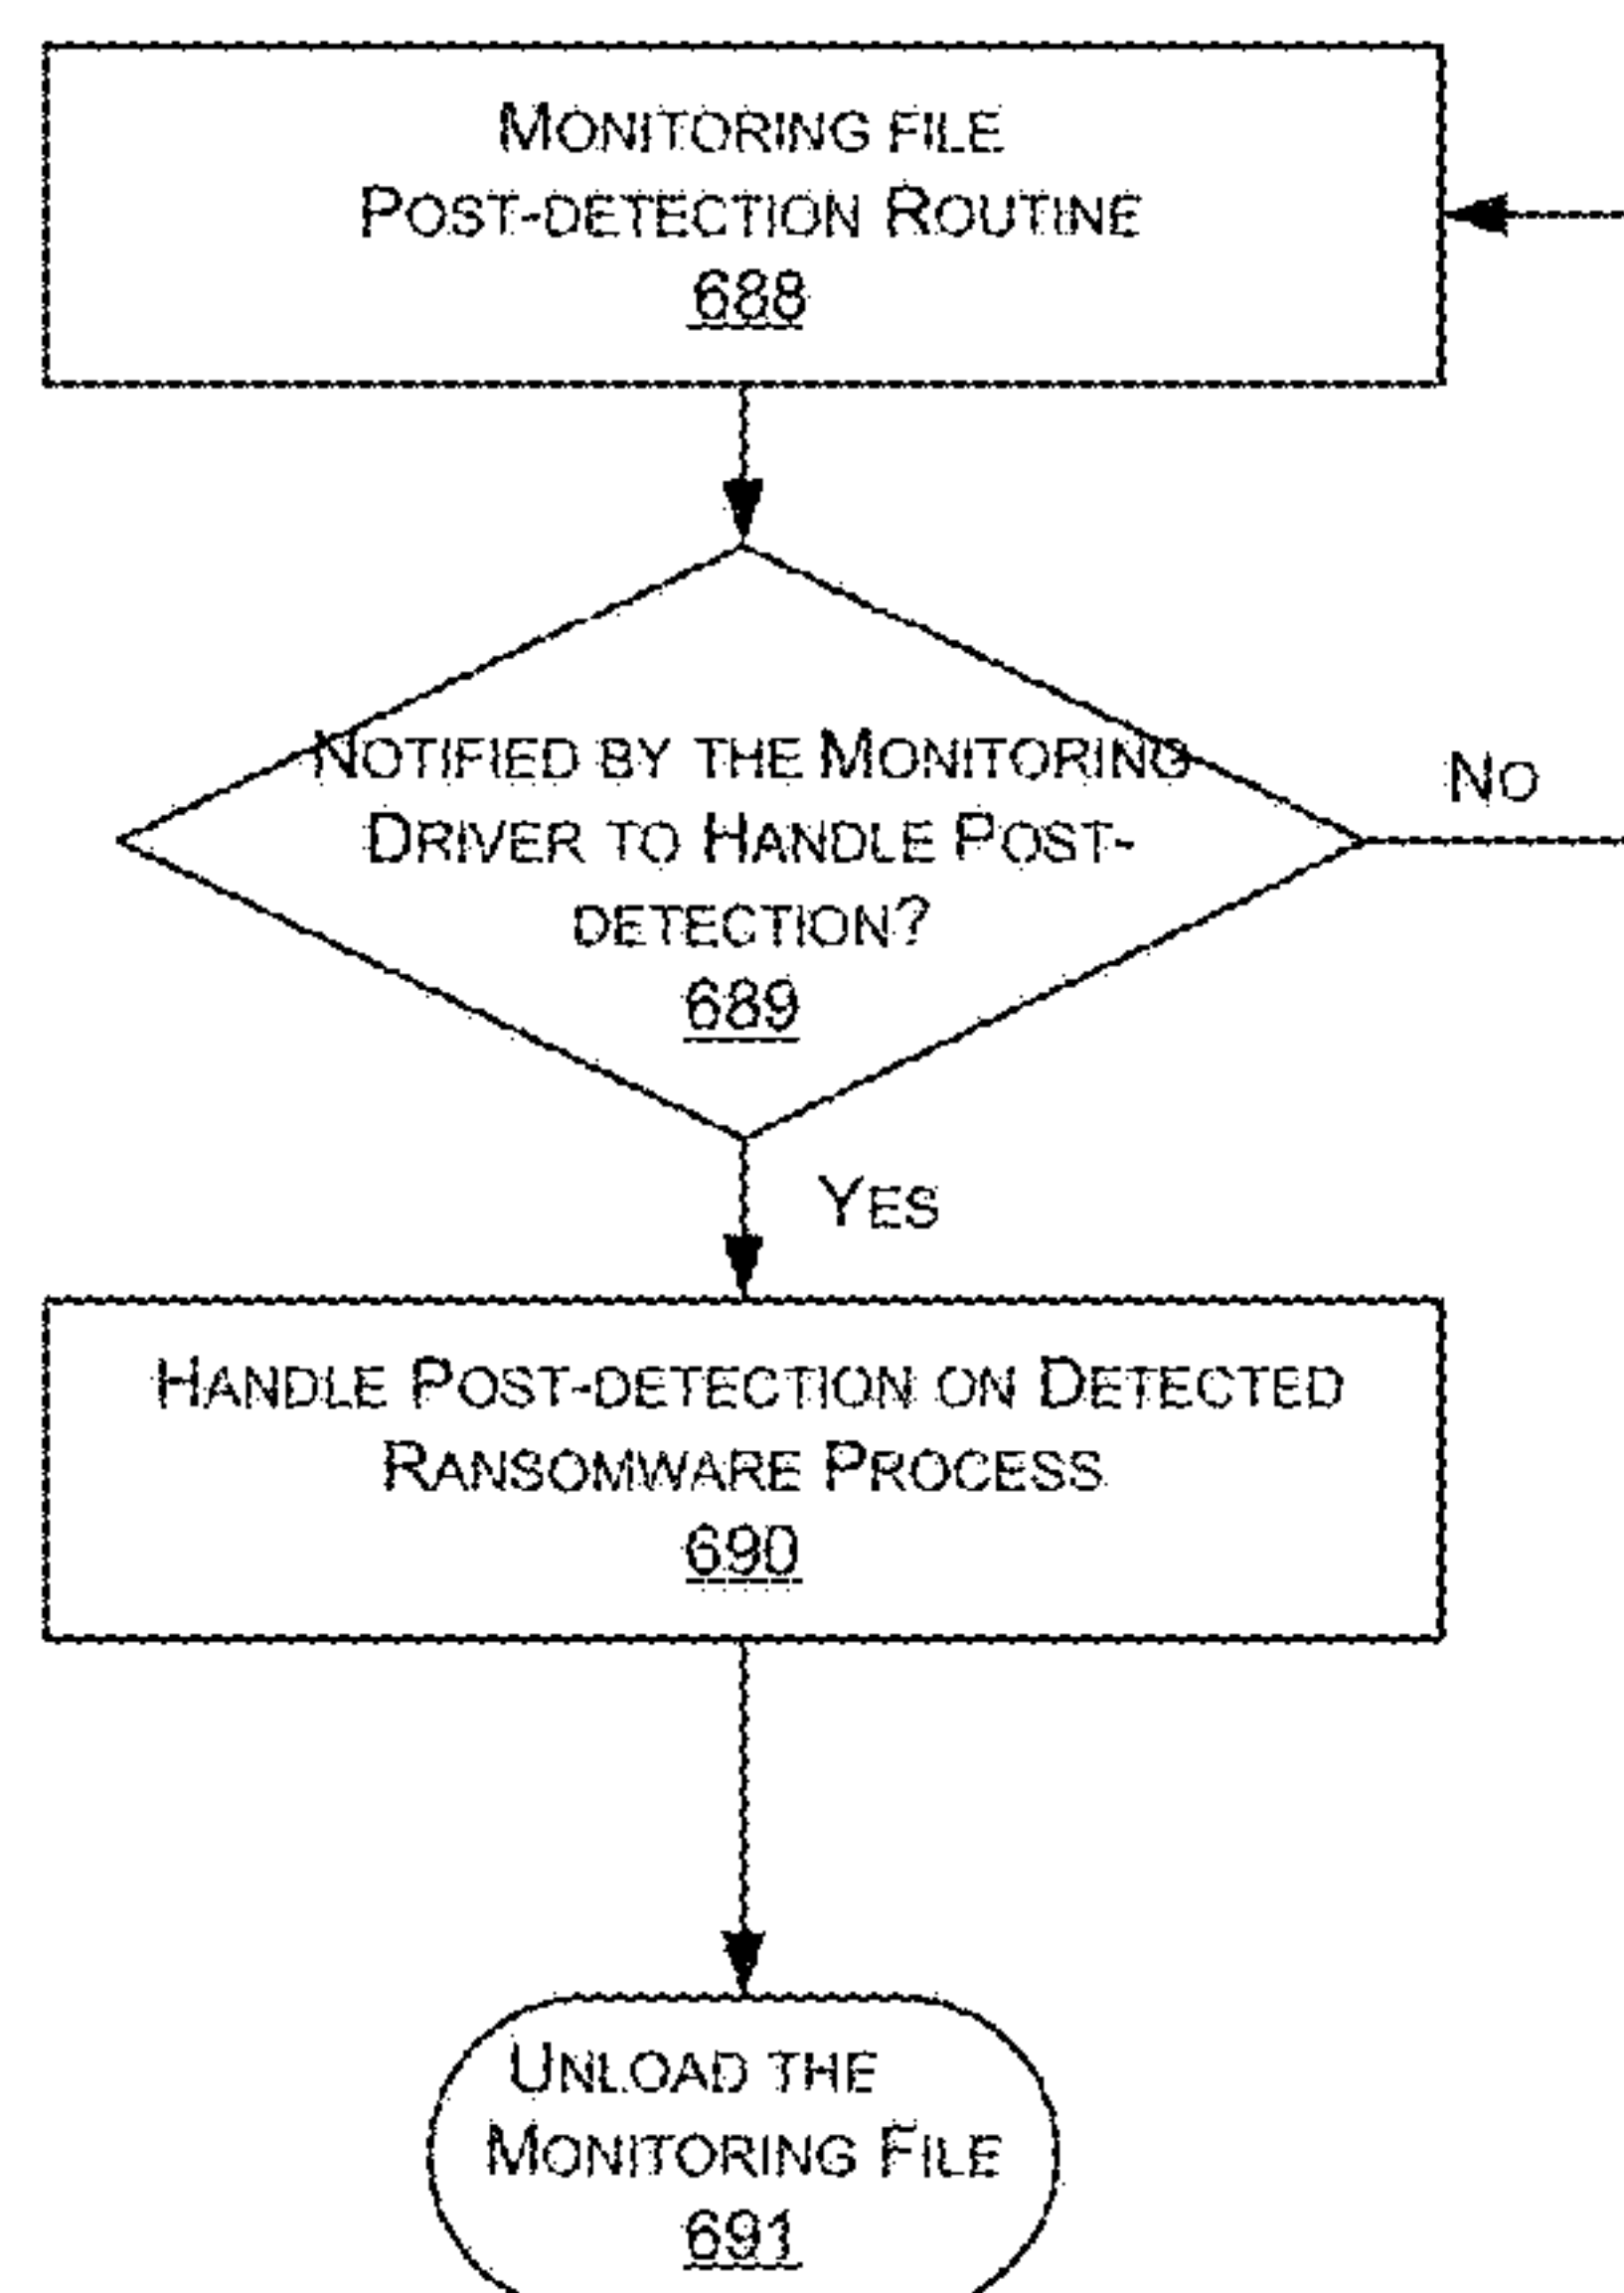 MONITORING FILE
POST-DETECTION ROUTINE
688
NOTIFIED BY THE MONITORING
DRIVER TO HANDLE POST-
DETECTION?
689
NO
YES
HANDLE POST-DETECTION ON DETECTED
RANSOMWARE PROCESS
690
UNLOAD THE
MONITORING FILE
691